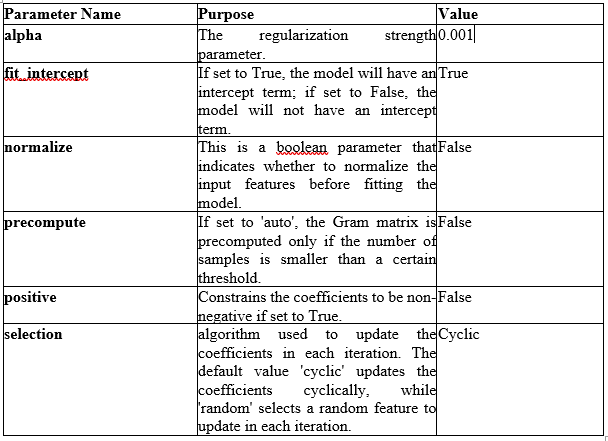 Parameter Name Purpose Value
alpha The regularization strength 0.001
parameter.
fit_intercept If set to True, the model will have an True
intercept term; if set to False, the
model will not have an intercept
term.
normalize This is a boolean parameter that False
indicates whether to normalize the
input features before fitting the
model.
precompute If set to 'auto', the Gram matrix is False
precomputed only if the number of
samples is smaller than a certain
threshold.
positive Constrains the coefficients to be non- False
negative if set to True.
selection algorithm used to update the Cyclic
coefficients in each iteration. The
default value 'cyclic' updates the
coefficients cyclically, while
'random' selects a random feature to
update in each iteration.